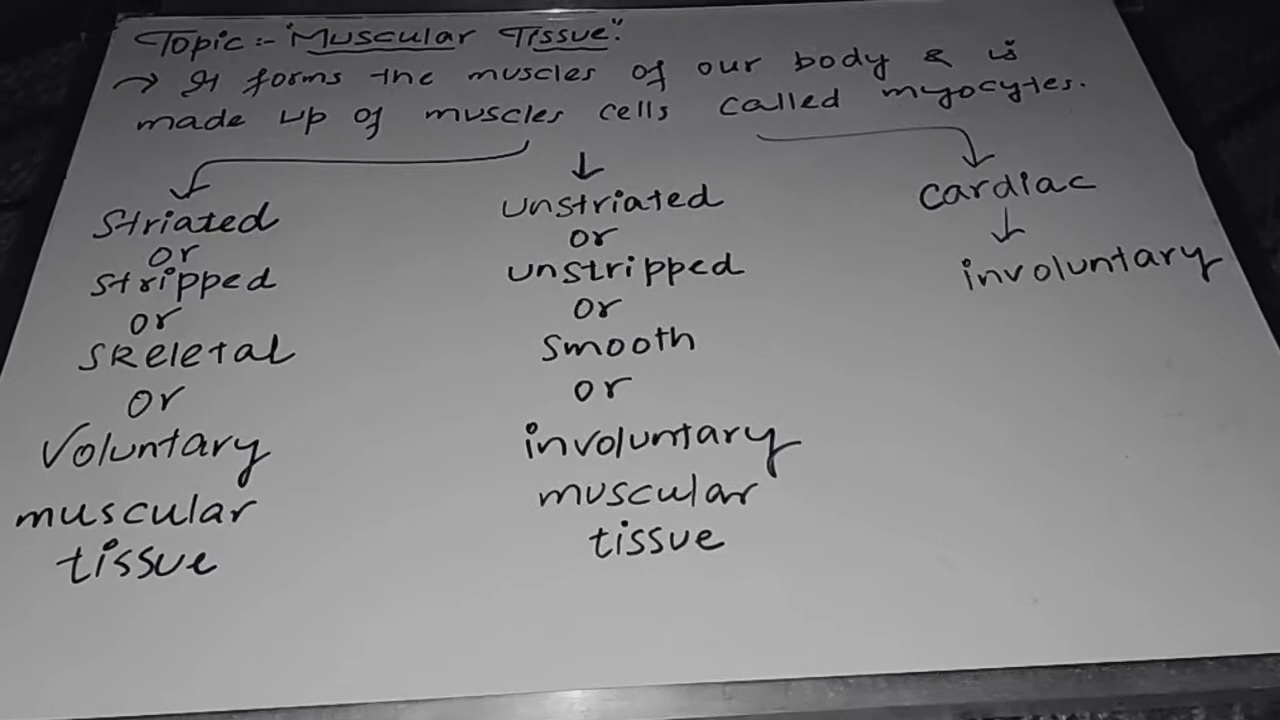 Topic:- "Muscular Tissue."
→ It forms the muscles of our body & is
made up of muscles cells called myocytes.
Striated
or
Stripped
or
Skeletal
or
Voluntary
muscular
tissue
unstriated
or
unstripped
or
smooth
or
involuntary
muscular
tissue
cardiac
involuntary